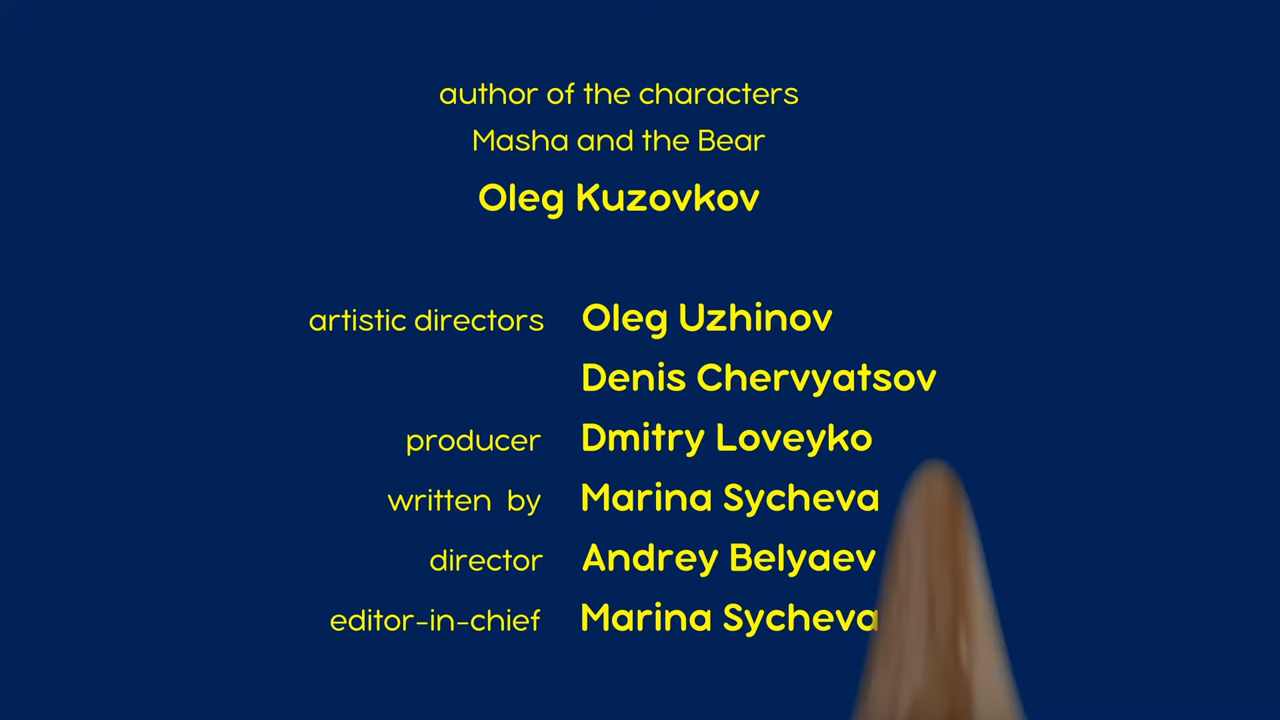 author of the characters
Masha and the Bear
Oleg Kuzovkov
artistic directors Oleg Uzhinov
Denis Chervyatsov
producer Dmitry Loveyko
written by Marina Sycheva
director Andrey Belyaev
editor-in-chief Marina Sycheva